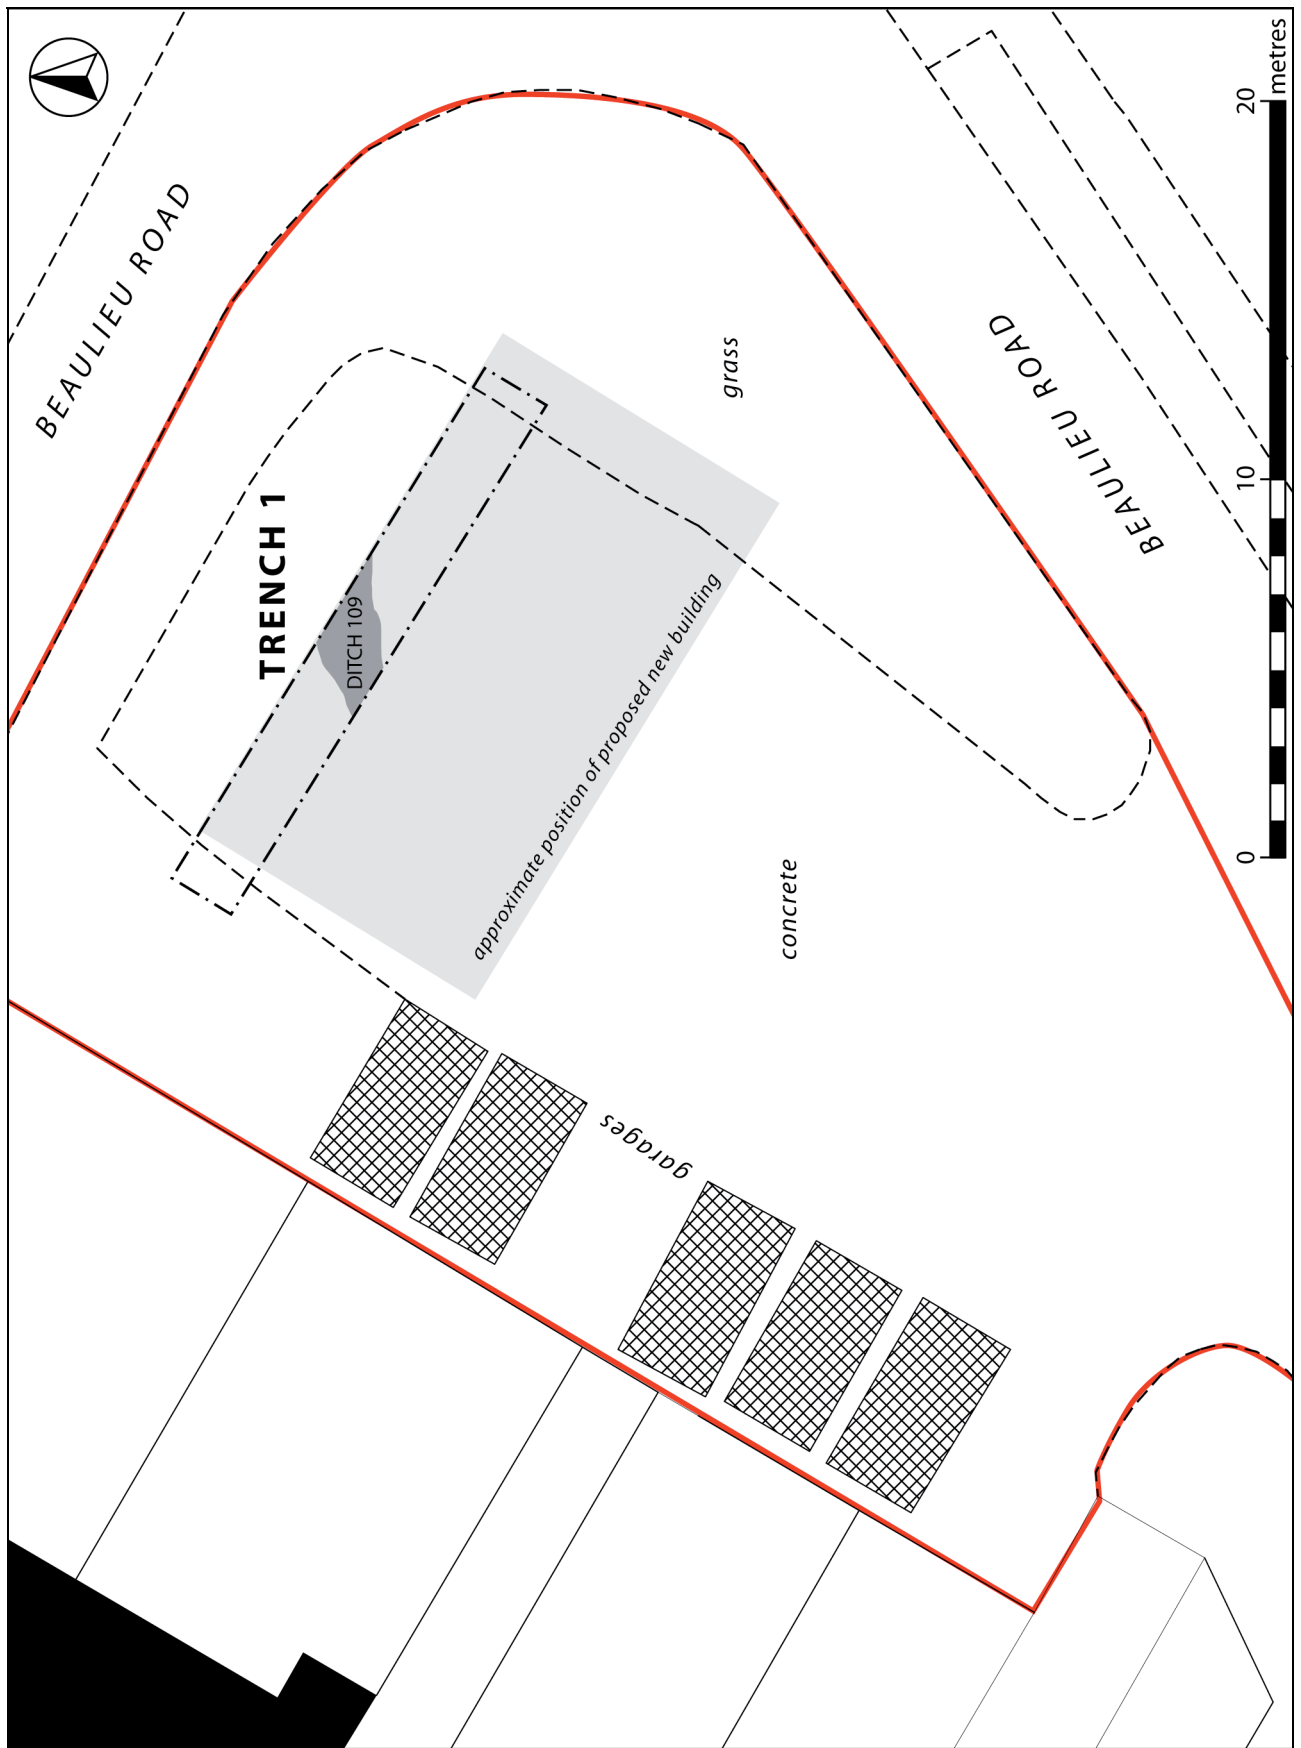 BEAULIEU ROAD
TRENCH 1
DITCH 109
approximate position of proposed new building
grass
BEAULIEU ROAD
concrete
garages
0
10
20
metres